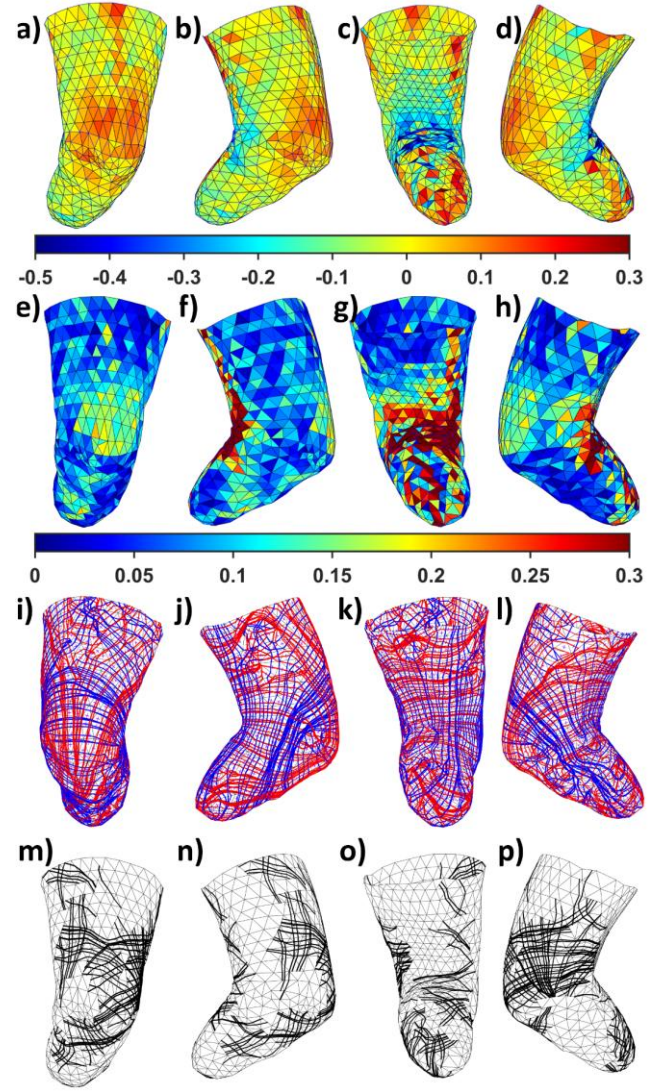 a) b) c) d)
-0.5 -0.4 -0.3 -0.2 -0.1 0 0.1 0.2 0.3
e) f) g) h)
0 0.05 0.1 0.15 0.2 0.25 0.3
i) j) k) l)
m) n) o) p)